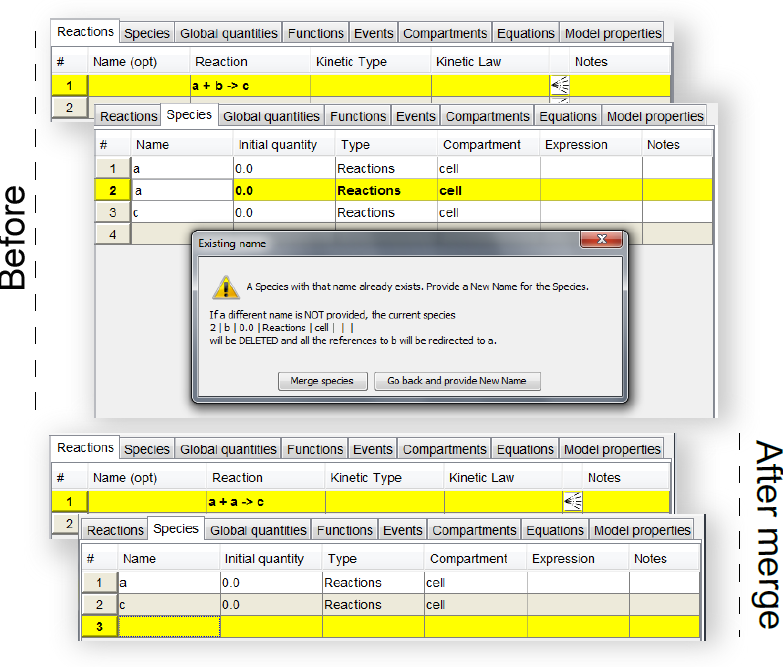 Before
Reactions Species Global quantities Functions Events Compartments Equations Model properties
# Name (opt) Reaction Kinetic Type Kinetic Law Notes
1 a + b -> c
2
Reactions Species Global quantities Functions Events Compartments Equations Model properties
# Name Initial quantity Type Compartment Expression Notes
1 a 0.0 Reactions cell
2 a 0.0 Reactions cell
3 c 0.0 Reactions cell
4
Existing name
A Species with that name already exists. Provide a New Name for the Species.
If a different name is NOT provided, the current species
2 | b | 0.0 | Reactions | cell | | |
will be DELETED and all the references to b will be redirected to a.
Merge species Go back and provide New Name
After merge
Reactions Species Global quantities Functions Events Compartments Equations Model properties
# Name (opt) Reaction Kinetic Type Kinetic Law Notes
1 a + a -> c
2
Reactions Species Global quantities Functions Events Compartments Equations Model properties
# Name Initial quantity Type Compartment Expression Notes
1 a 0.0 Reactions cell
2 c 0.0 Reactions cell
3